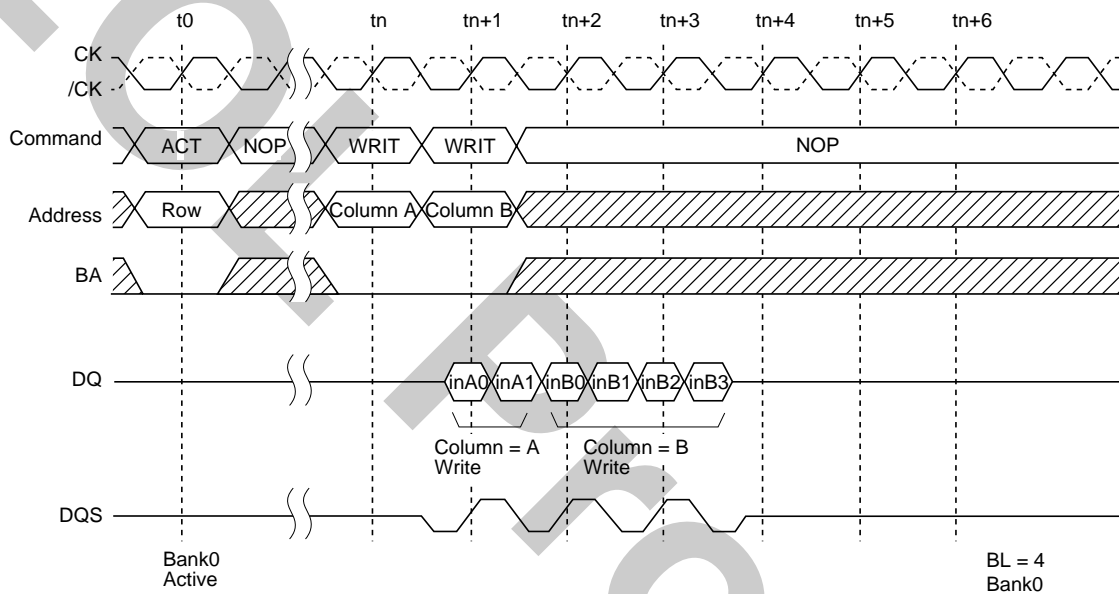 t0 tn tn+1 tn+2 tn+3 tn+4 tn+5 tn+6
CK
/CK
Command ACT NOP WRIT WRIT NOP
Address Row Column A Column B
BA
DQ inA0 inA1 inB0 inB1 inB2 inB3
Column = A Column = B
Write Write
DQS
Bank0 BL = 4
Active Bank0